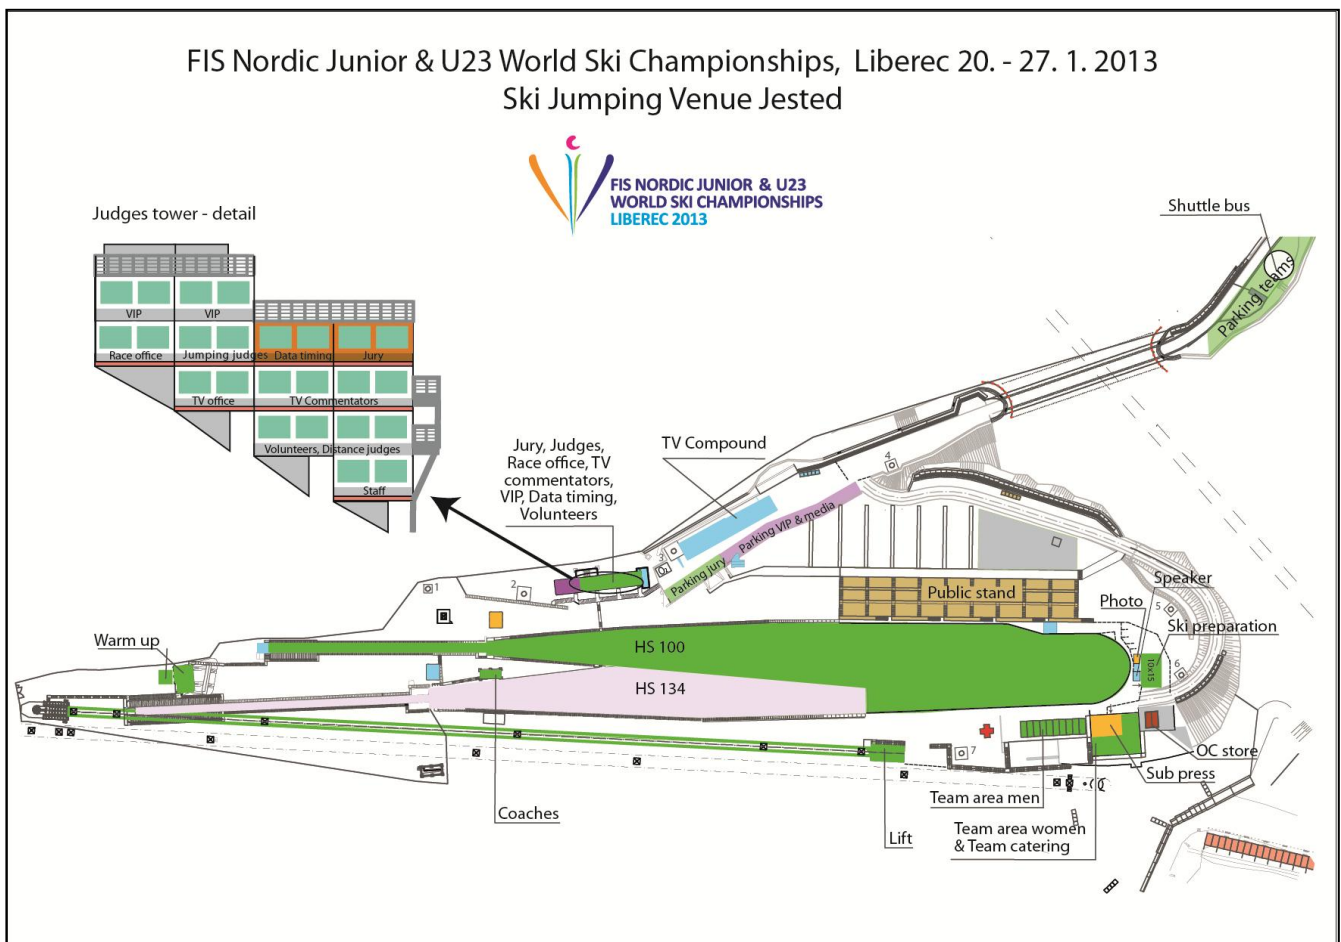 FIS Nordic Junior & U23 World Ski Championships, Liberec 20. - 27. 1. 2013
Ski Jumping Venue Jested
FIS NORDIC JUNIOR & U23
WORLD SKI CHAMPIONSHIPS
LIBEREC 2013
Judges tower - detail
VIP
VIP
Race office
Jumping judges
Data timing
Jury
TV office
TV Commentators
Volunteers, Distance judges
Staff
Jury, Judges,
Race office, TV
commentators,
VIP, Data timing,
Volunteers
TV Compound
Shuttle bus
Parking teams
Parking VIP & media
Parking jury
1
2
3
4
5
6
7
Public stand
Speaker
Photo
Ski preparation
10x15
Warm up
HS 100
HS 134
Coaches
Lift
Team area men
Team area women
& Team catering
Sub press
OC store